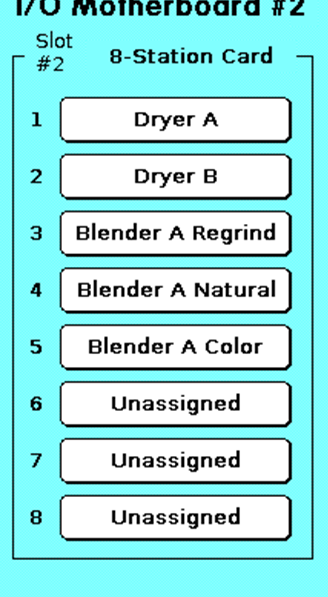 I/O Motherboard #2
Slot
#2
8-Station Card
1 Dryer A
2 Dryer B
3 Blender A Regrind
4 Blender A Natural
5 Blender A Color
6 Unassigned
7 Unassigned
8 Unassigned